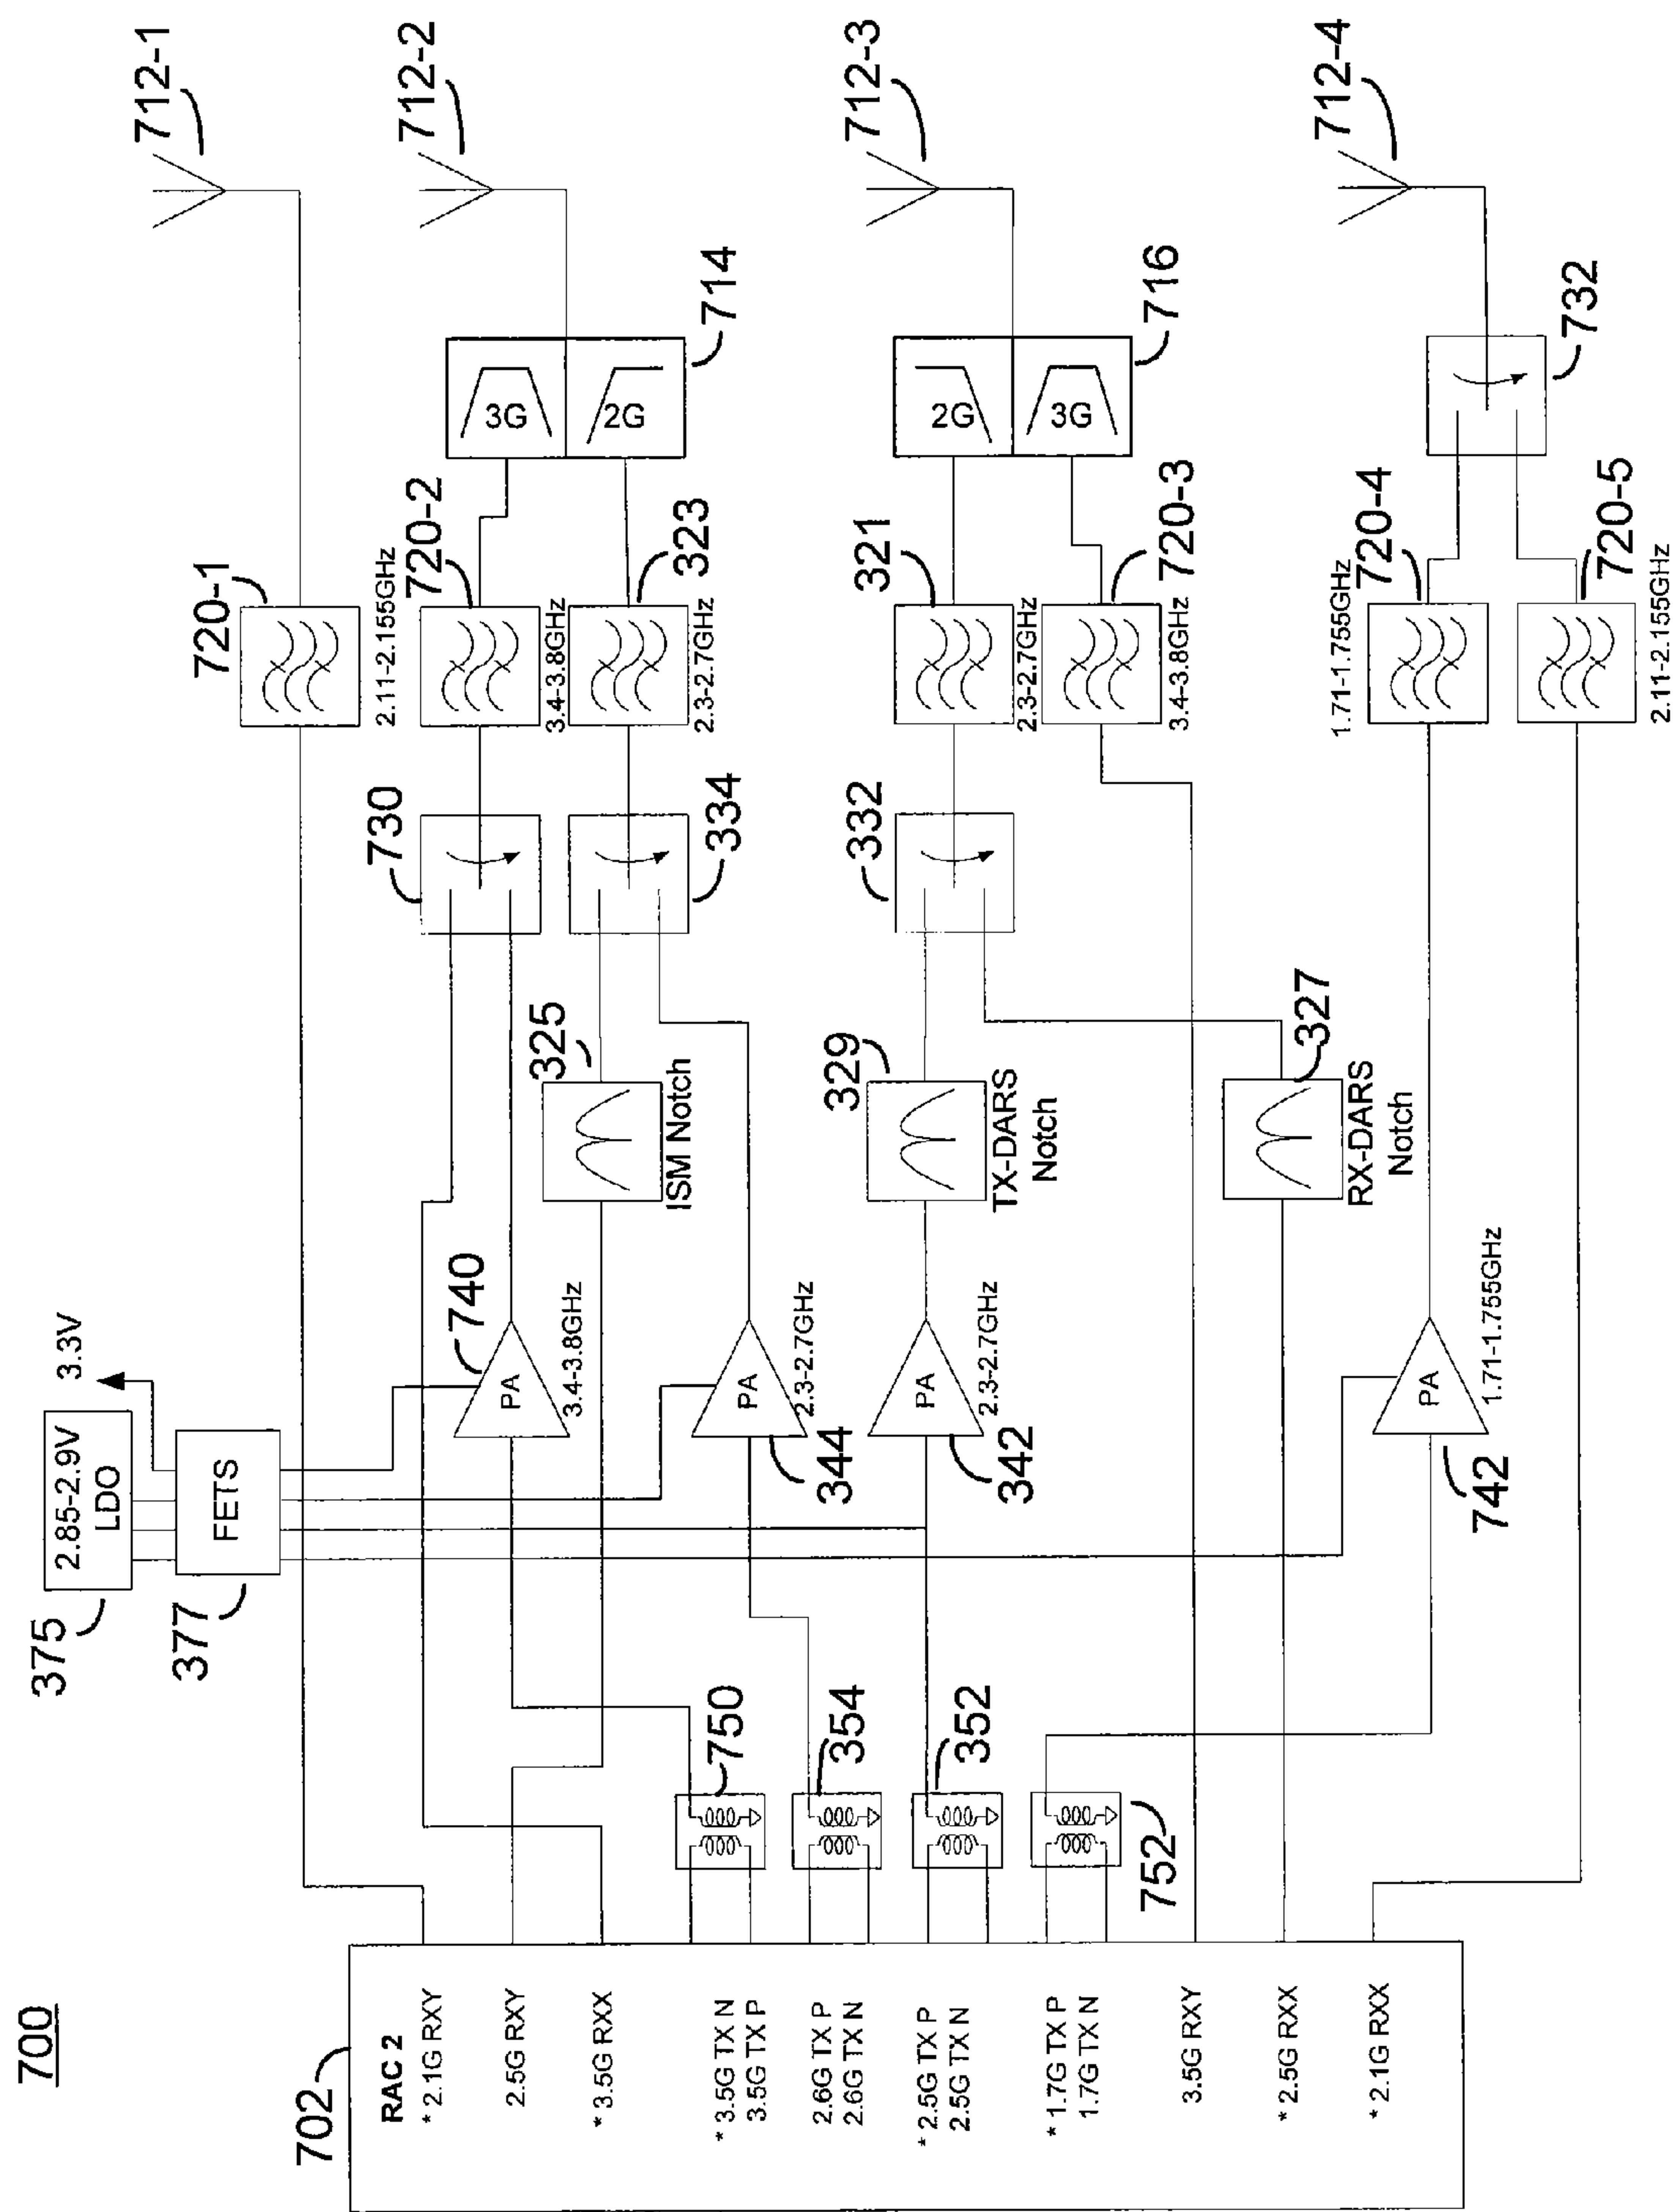 700
702
RAC 2
* 2.1G RXY
2.5G RXY
* 3.5G RXX
* 3.5G TX N
3.5G TX P
2.6G TX P
2.6G TX N
* 2.5G TX P
2.5G TX N
* 1.7G TX P
1.7G TX N
3.5G RXY
* 2.5G RXX
* 2.1G RXX
750
354
352
752
375
2.85-2.9V
LDO
377
FETS
3.3V
PA
740
3.4-3.8GHz
PA
344
2.3-2.7GHz
PA
342
2.3-2.7GHz
PA
742
1.71-1.755GHz
325
ISM Notch
329
TX-DARS
Notch
327
RX-DARS
Notch
730
334
332
720-1
2.11-2.155GHz
720-2
3.4-3.8GHz
323
2.3-2.7GHz
321
2.3-2.7GHz
720-3
3.4-3.8GHz
720-4
1.71-1.755GHz
720-5
2.11-2.155GHz
3G
2G
714
2G
3G
716
732
712-1
712-2
712-3
712-4